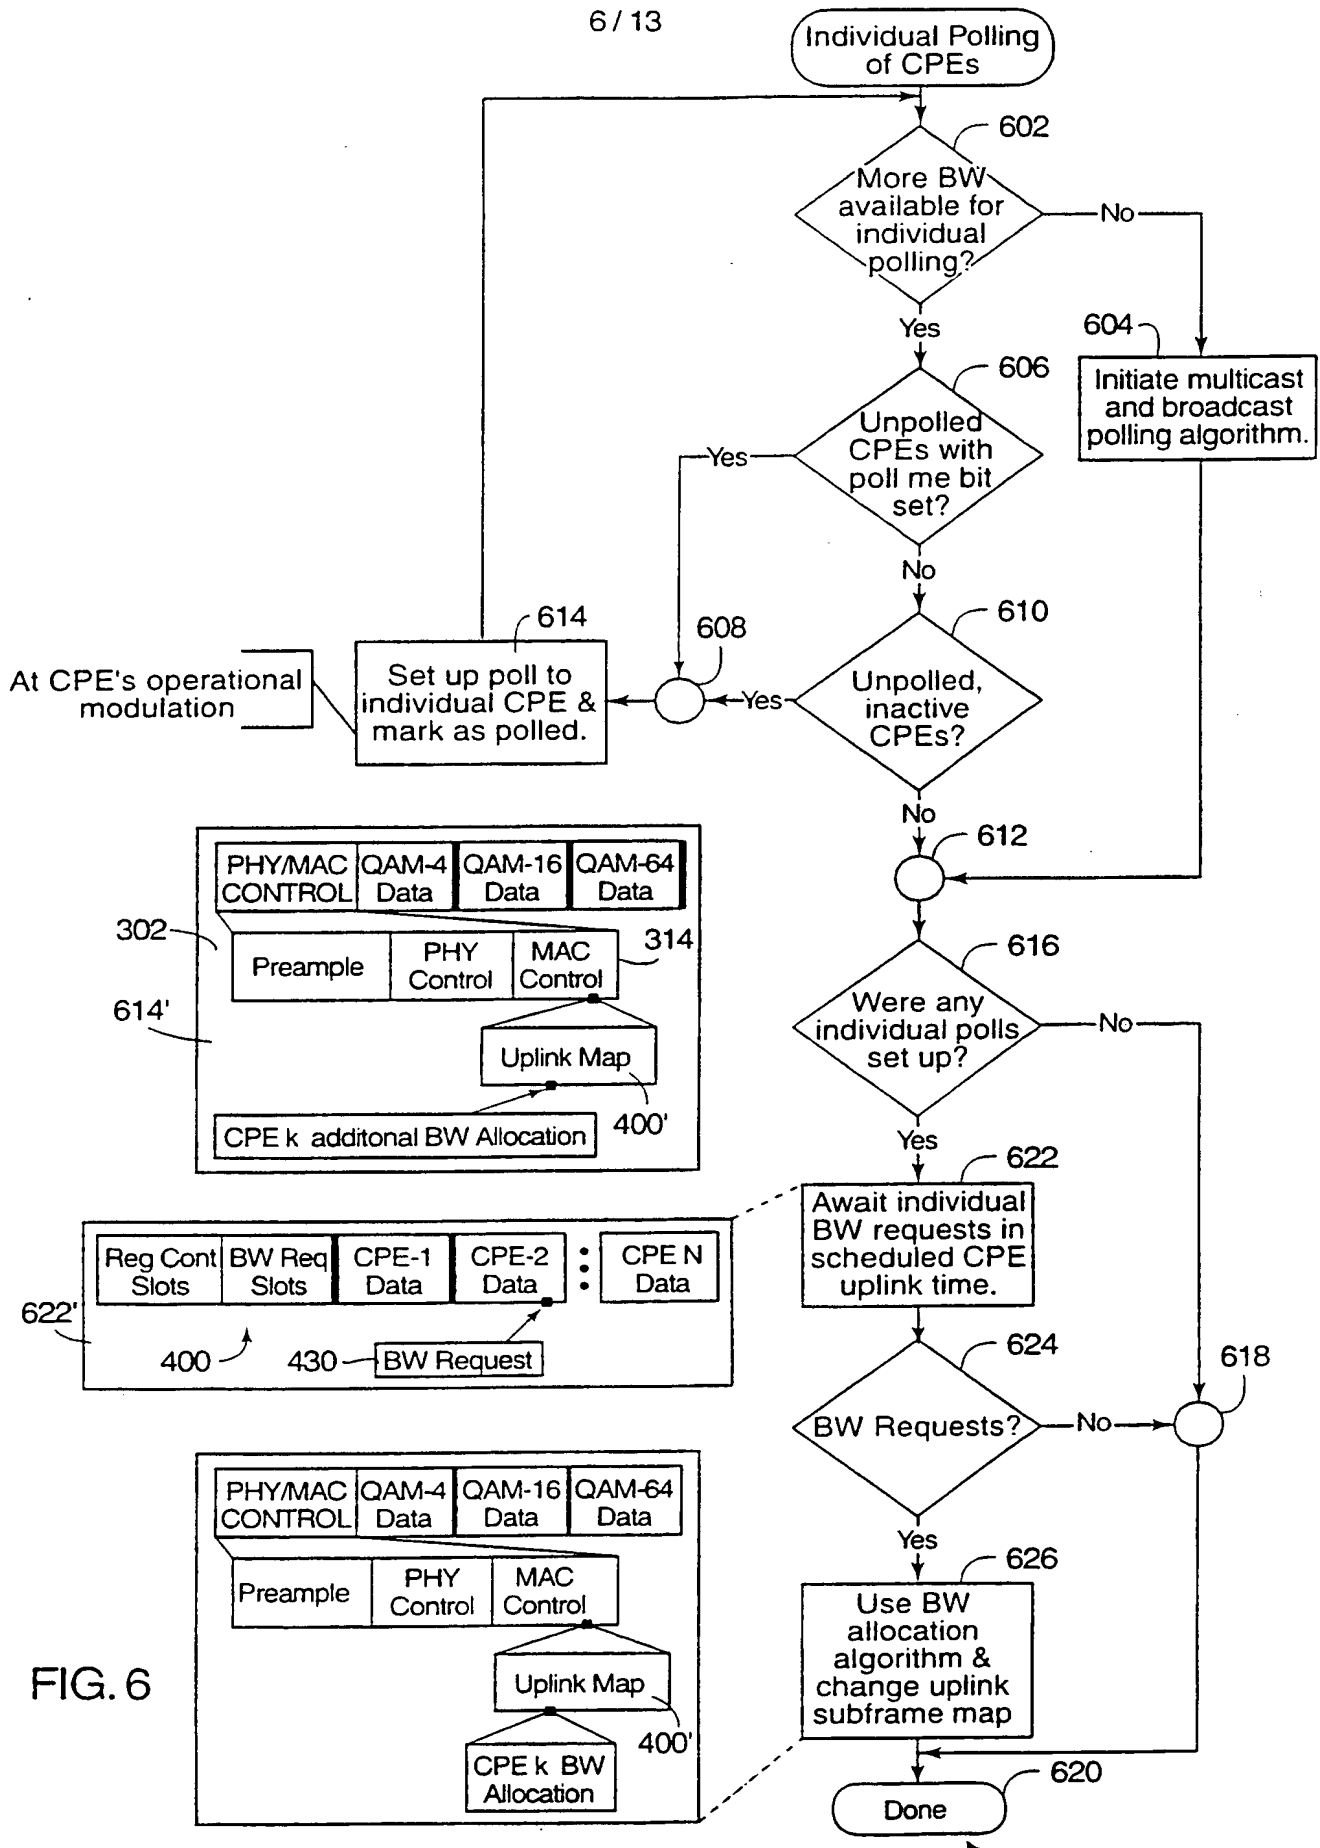 6 / 13
Individual Polling
of CPEs
602
More BW
available for
individual
polling?
No
Yes
604
Initiate multicast
and broadcast
polling algorithm.
606
Unpolled
CPEs with
poll me bit
set?
Yes
No
610
Unpolled,
inactive
CPEs?
Yes
No
608
614
Set up poll to
individual CPE &
mark as polled.
At CPE's operational
modulation
612
616
Were any
individual polls
set up?
No
Yes
622
Await individual
BW requests in
scheduled CPE
uplink time.
624
BW Requests?
No
618
Yes
626
Use BW
allocation
algorithm &
change uplink
subframe map
620
Done
PHY/MAC
CONTROL
QAM-4
Data
QAM-16
Data
QAM-64
Data
302
Preample
PHY
Control
MAC
Control
314
614'
Uplink Map
400'
CPE k additonal BW Allocation
Reg Cont
Slots
BW Req
Slots
CPE-1
Data
CPE-2
Data
CPE N
Data
622'
400
430
BW Request
PHY/MAC
CONTROL
QAM-4
Data
QAM-16
Data
QAM-64
Data
Preample
PHY
Control
MAC
Control
Uplink Map
400'
CPE k BW
Allocation
FIG. 6